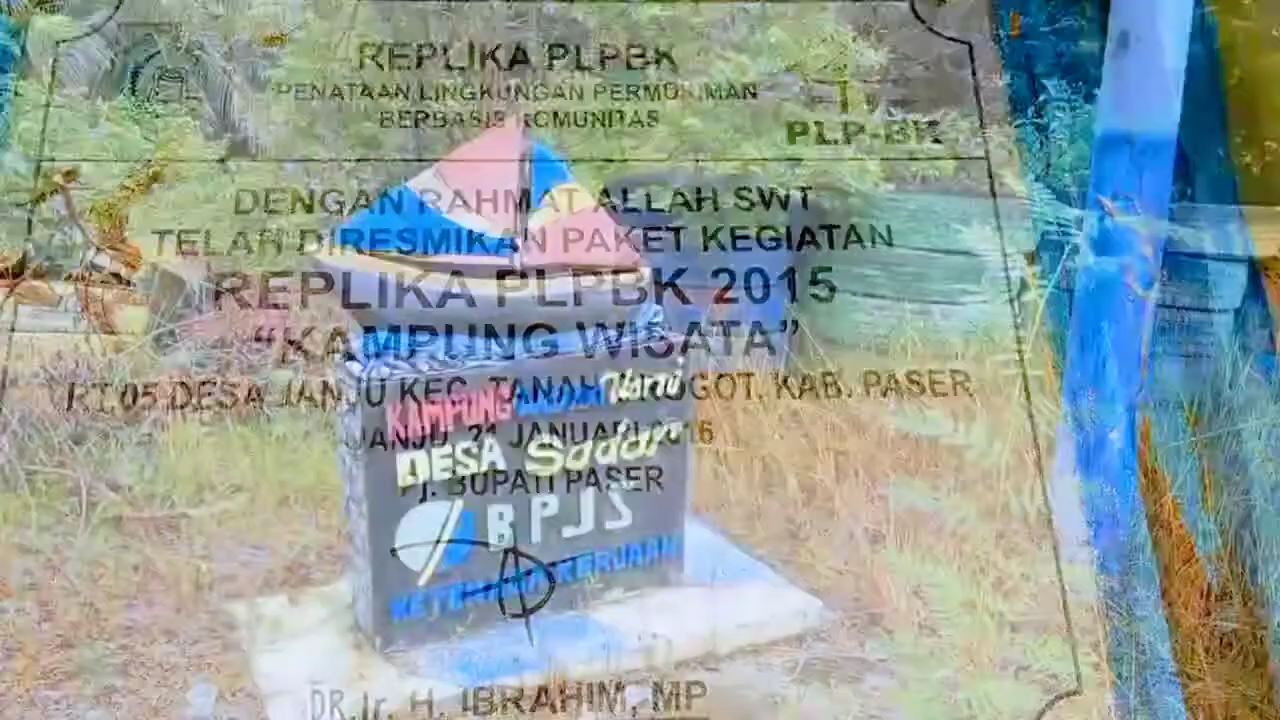 REPLIKA PLPBK
PENATAAN LINGKUNGAN PERMUKIMAN
BERBASIS KOMUNITAS
PLP-BK
DENGAN RAHMAT ALLAH SWT
TELAH DIRESMIKAN PAKET KEGIATAN
REPLIKA PLPBK 2015
"KAMPUNG WISATA"
RT.05 DESA JANJU KEC. TANAH GROGOT. KAB. PASER
JANJU, 21 JANUARI 2016
Pj. BUPATI PASER
DR.Ir. H. IBRAHIM, MP
KAMPUNG
DESA Sadar
BPJS
KETENAGAKERJAAN